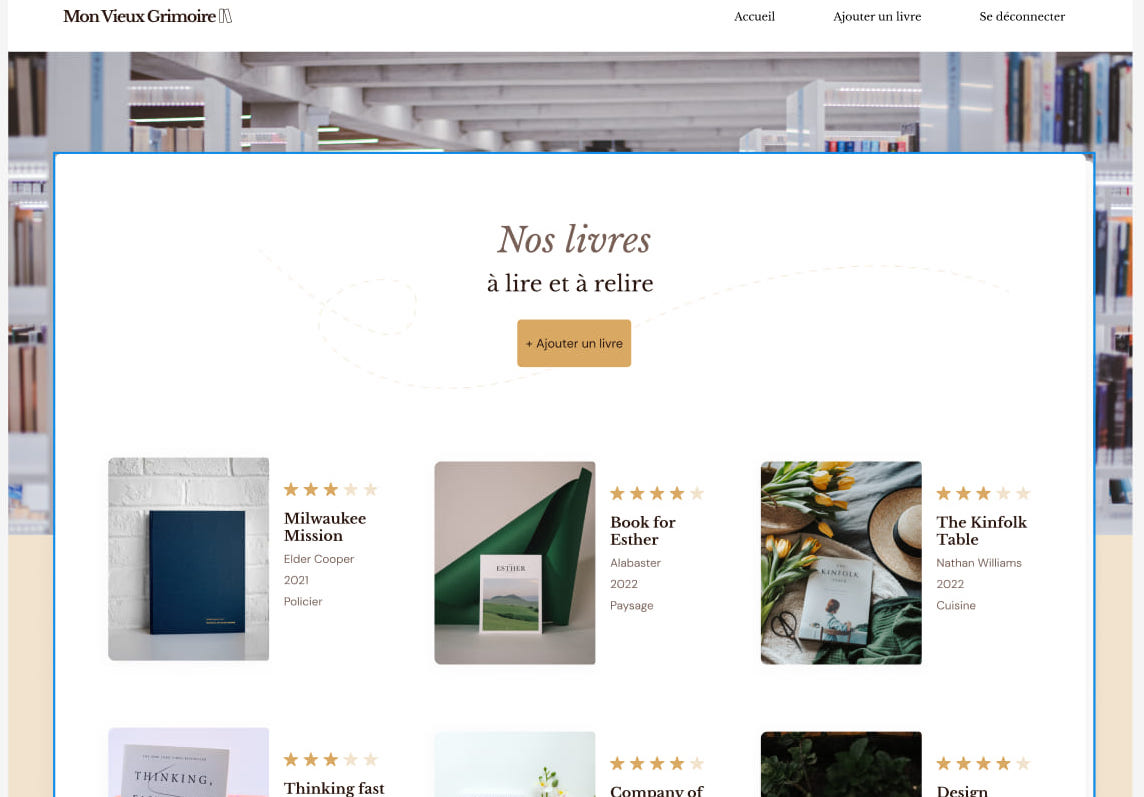 Mon Vieux Grimoire
Accueil
Ajouter un livre
Se déconnecter
Nos livres
à lire et à relire
+ Ajouter un livre
Milwaukee
Mission
Elder Cooper
2021
Policier
ESTHER
Book for
Esther
Alabaster
2022
Paysage
THE
KINFOLK
TABLE
The Kinfolk
Table
Nathan Williams
2022
Cuisine
THINKING,
Thinking fast
Company of
Design